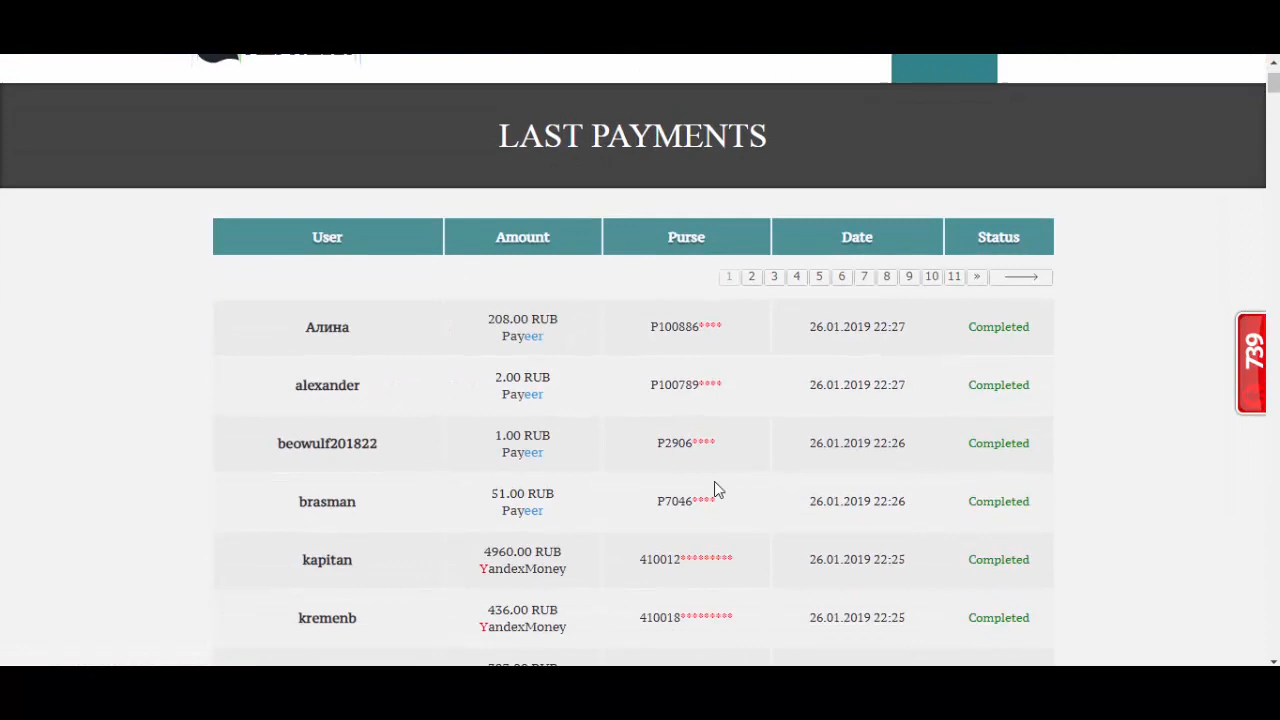 LAST PAYMENTS
User Amount Purse Date Status
1 2 3 4 5 6 7 8 9 10 11 »
Алина 208.00 RUB Payeer P100886**** 26.01.2019 22:27 Completed
alexander 2.00 RUB Payeer P100789**** 26.01.2019 22:27 Completed
beowulf201822 1.00 RUB Payeer P2906**** 26.01.2019 22:26 Completed
brasman 51.00 RUB Payeer P7046**** 26.01.2019 22:26 Completed
kapitan 4960.00 RUB YandexMoney 410012********* 26.01.2019 22:25 Completed
kremenb 436.00 RUB YandexMoney 410018********* 26.01.2019 22:25 Completed
739